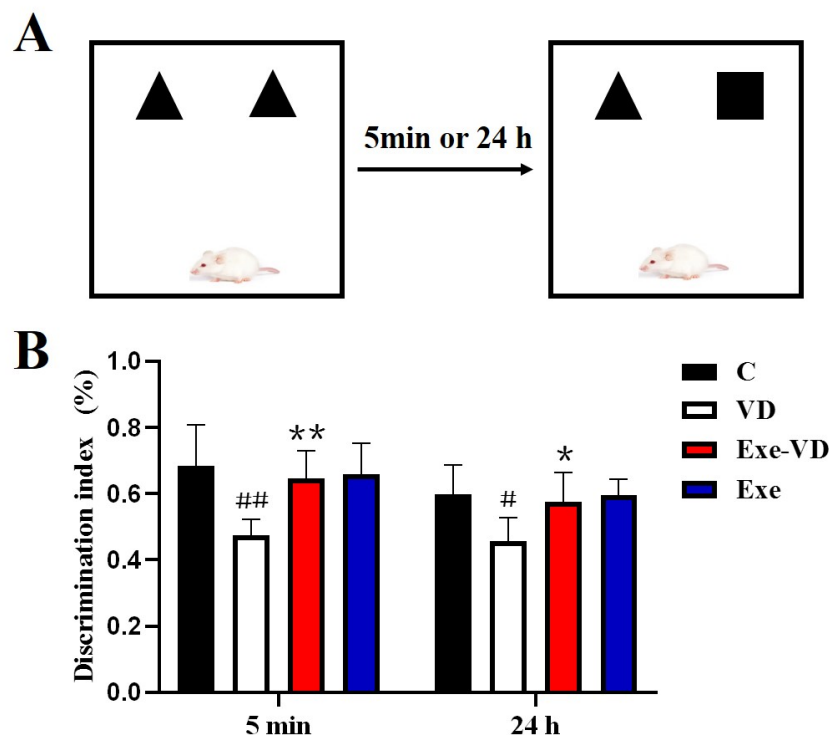 A
5min or 24 h
B
Discrimination index (%)
1.0
0.8
0.6
0.4
0.2
0.0
##
**
#
*
5 min
24 h
C
VD
Exe-VD
Exe